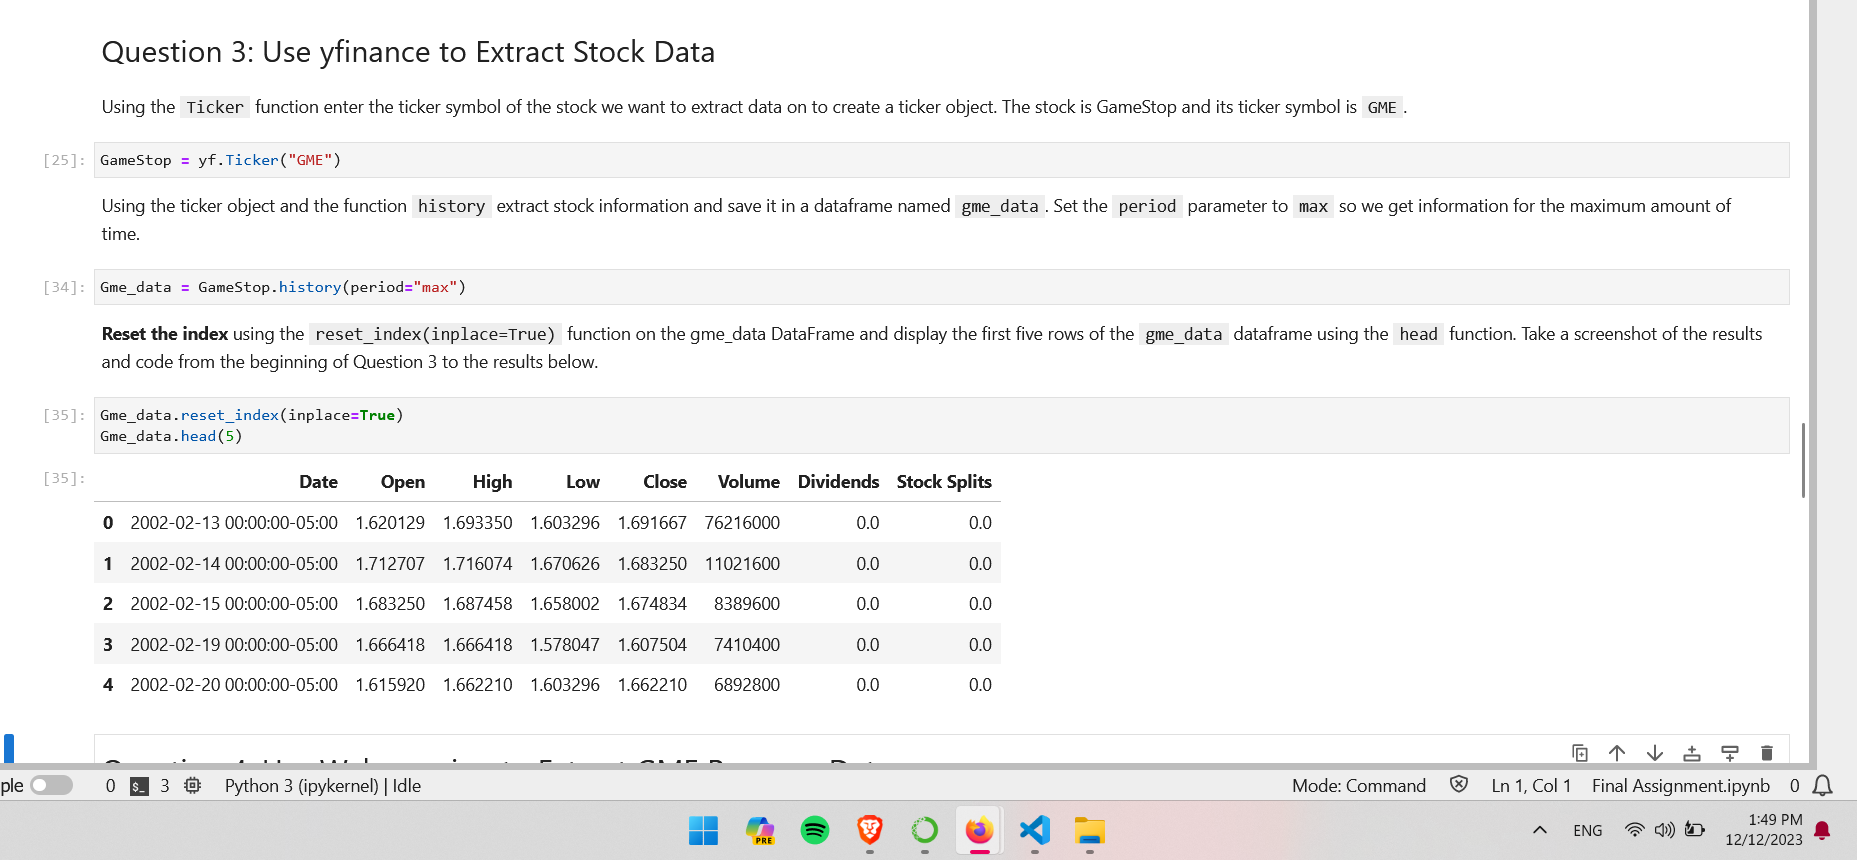 Question 3: Use yfinance to Extract Stock Data
Using the Ticker function enter the ticker symbol of the stock we want to extract data on to create a ticker object. The stock is GameStop and its ticker symbol is GME .
[25]: GameStop = yf.Ticker("GME")
Using the ticker object and the function history extract stock information and save it in a dataframe named gme_data . Set the period parameter to max so we get information for the maximum amount of
time.
[34]: Gme_data = GameStop.history(period="max")
Reset the index using the reset_index(inplace=True) function on the gme_data DataFrame and display the first five rows of the gme_data dataframe using the head function. Take a screenshot of the results
and code from the beginning of Question 3 to the results below.
[35]: Gme_data.reset_index(inplace=True)
Gme_data.head(5)
[35]: Date Open High Low Close Volume Dividends Stock Splits
0 2002-02-13 00:00:00-05:00 1.620129 1.693350 1.603296 1.691667 76216000 0.0 0.0
1 2002-02-14 00:00:00-05:00 1.712707 1.716074 1.670626 1.683250 11021600 0.0 0.0
2 2002-02-15 00:00:00-05:00 1.683250 1.687458 1.658002 1.674834 8389600 0.0 0.0
3 2002-02-19 00:00:00-05:00 1.666418 1.666418 1.578047 1.607504 7410400 0.0 0.0
4 2002-02-20 00:00:00-05:00 1.615920 1.662210 1.603296 1.662210 6892800 0.0 0.0
ple 0 $_ 3 Python 3 (ipykernel) | Idle Mode: Command Ln 1, Col 1 Final Assignment.ipynb 0
PRE ENG 1:49 PM
12/12/2023